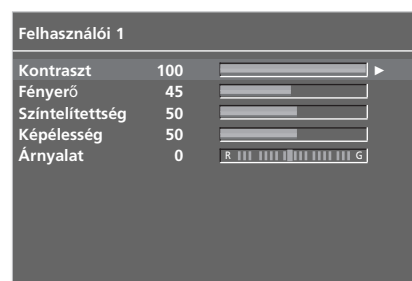 Felhasználói 1
Kontraszt 100
Fényerő 45
Színtelítettség 50
Képélesség 50
Árnyalat 0 R G